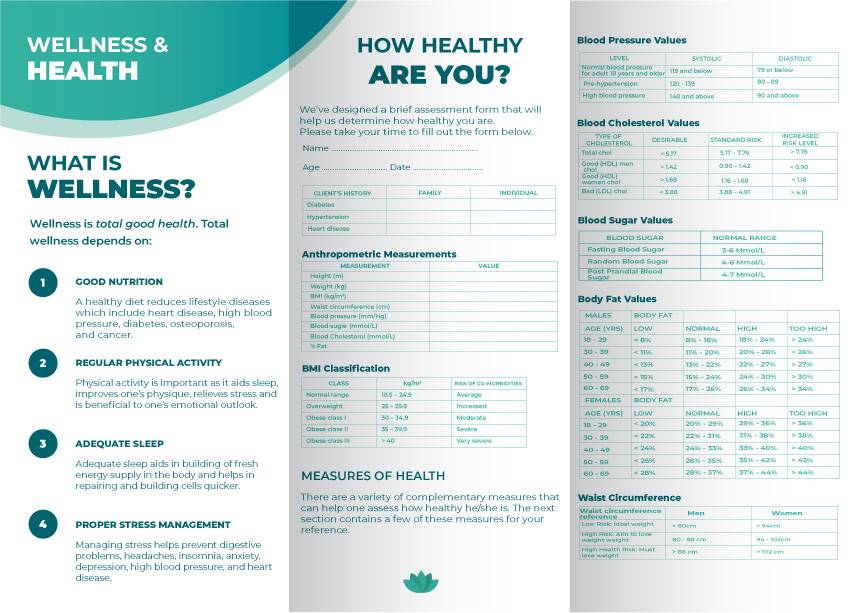 WELLNESS &
HEALTH
WHAT IS
WELLNESS?
Wellness is total good health. Total
wellness depends on:
1
GOOD NUTRITION
A healthy diet reduces lifestyle diseases
which include heart disease, high blood
pressure, diabetes, osteoporosis,
and cancer.
2
REGULAR PHYSICAL ACTIVITY
Physical activity is important as it aids sleep,
improves one's physique, relieves stress and
is beneficial to one's emotional outlook.
3
ADEQUATE SLEEP
Adequate sleep aids in building of fresh
energy supply in the body and helps in
repairing and building cells quicker.
4
PROPER STRESS MANAGEMENT
Managing stress helps prevent digestive
problems, headaches, insomnia, anxiety,
depression, high blood pressure, and heart
disease.
HOW HEALTHY
ARE YOU?
We've designed a brief assessment form that will
help us determine how healthy you are.
Please take your time to fill out the form below.
Name
Age Date
CLIENT'S HISTORY FAMILY INDIVIDUAL
Diabetes
Hypertension
Heart disease
Anthropometric Measurements
MEASUREMENT VALUE
Height (m)
Weight (kg)
BMI (kg/m²)
Waist circumference (cm)
Blood pressure (mm/Hg)
Blood sugar (mmol/L)
Blood Cholesterol (mmol/L)
% Fat
BMI Classification
CLASS kg/m² RISK OF CO-MORBIDITIES
Normal range 18.5 - 24.9 Average
Overweight 25 - 29.9 Increased
Obese class I 30 - 34.9 Moderate
Obese class II 35 - 39.9 Severe
Obese class III > 40 Very severe
MEASURES OF HEALTH
There are a variety of complementary measures that
can help one assess how healthy he/she is. The next
section contains a few of these measures for your
reference.
Blood Pressure Values
LEVEL SYSTOLIC DIASTOLIC
Normal blood pressure
for adult 18 years and older 119 and below 79 or below
Pre-hypertension 120 - 139 80 - 89
High blood pressure 140 and above 90 and above
Blood Cholesterol Values
TYPE OF
CHOLESTEROL DESIRABLE STANDARD RISK INCREASED
RISK LEVEL
Total chol < 5.17 5.17 - 7.76 > 7.76
Good (HDL) men
chol > 1.42 0.90 - 1.42 < 0.90
Good (HDL)
women chol > 1.68 1.16 - 1.68 < 1.16
Bad (LDL) chol < 3.88 3.88 - 4.91 > 4.91
Blood Sugar Values
BLOOD SUGAR NORMAL RANGE
Fasting Blood Sugar 3-6 Mmol/L
Random Blood Sugar 4-6 Mmol/L
Post Prandial Blood
Sugar 4-7 Mmol/L
Body Fat Values
MALES BODY FAT
AGE (YRS) LOW NORMAL HIGH TOO HIGH
18 - 29 < 8% 8% - 18% 18% - 24% > 24%
30 - 39 < 11% 11% - 20% 20% - 26% > 26%
40 - 49 < 13% 13% - 22% 22% - 27% > 27%
50 - 59 < 15% 15% - 24% 24% - 30% > 30%
60 - 69 < 17% 17% - 26% 26% - 34% > 34%
FEMALES BODY FAT
AGE (YRS) LOW NORMAL HIGH TOO HIGH
18 - 29 < 20% 20% - 29% 29% - 36% > 36%
30 - 39 < 22% 22% - 31% 31% - 38% > 38%
40 - 49 < 24% 24% - 33% 33% - 40% > 40%
50 - 59 < 26% 26% - 35% 35% - 42% > 42%
60 - 69 < 28% 28% - 37% 37% - 44% > 44%
Waist Circumference
Waist circumference
reference Men Women
Low Risk: Ideal weight < 80cm < 94cm
High Risk: Aim to lose
weight weight 80 - 88 cm 94 - 102cm
High Health Risk: Must
lose weight > 88 cm > 102 cm